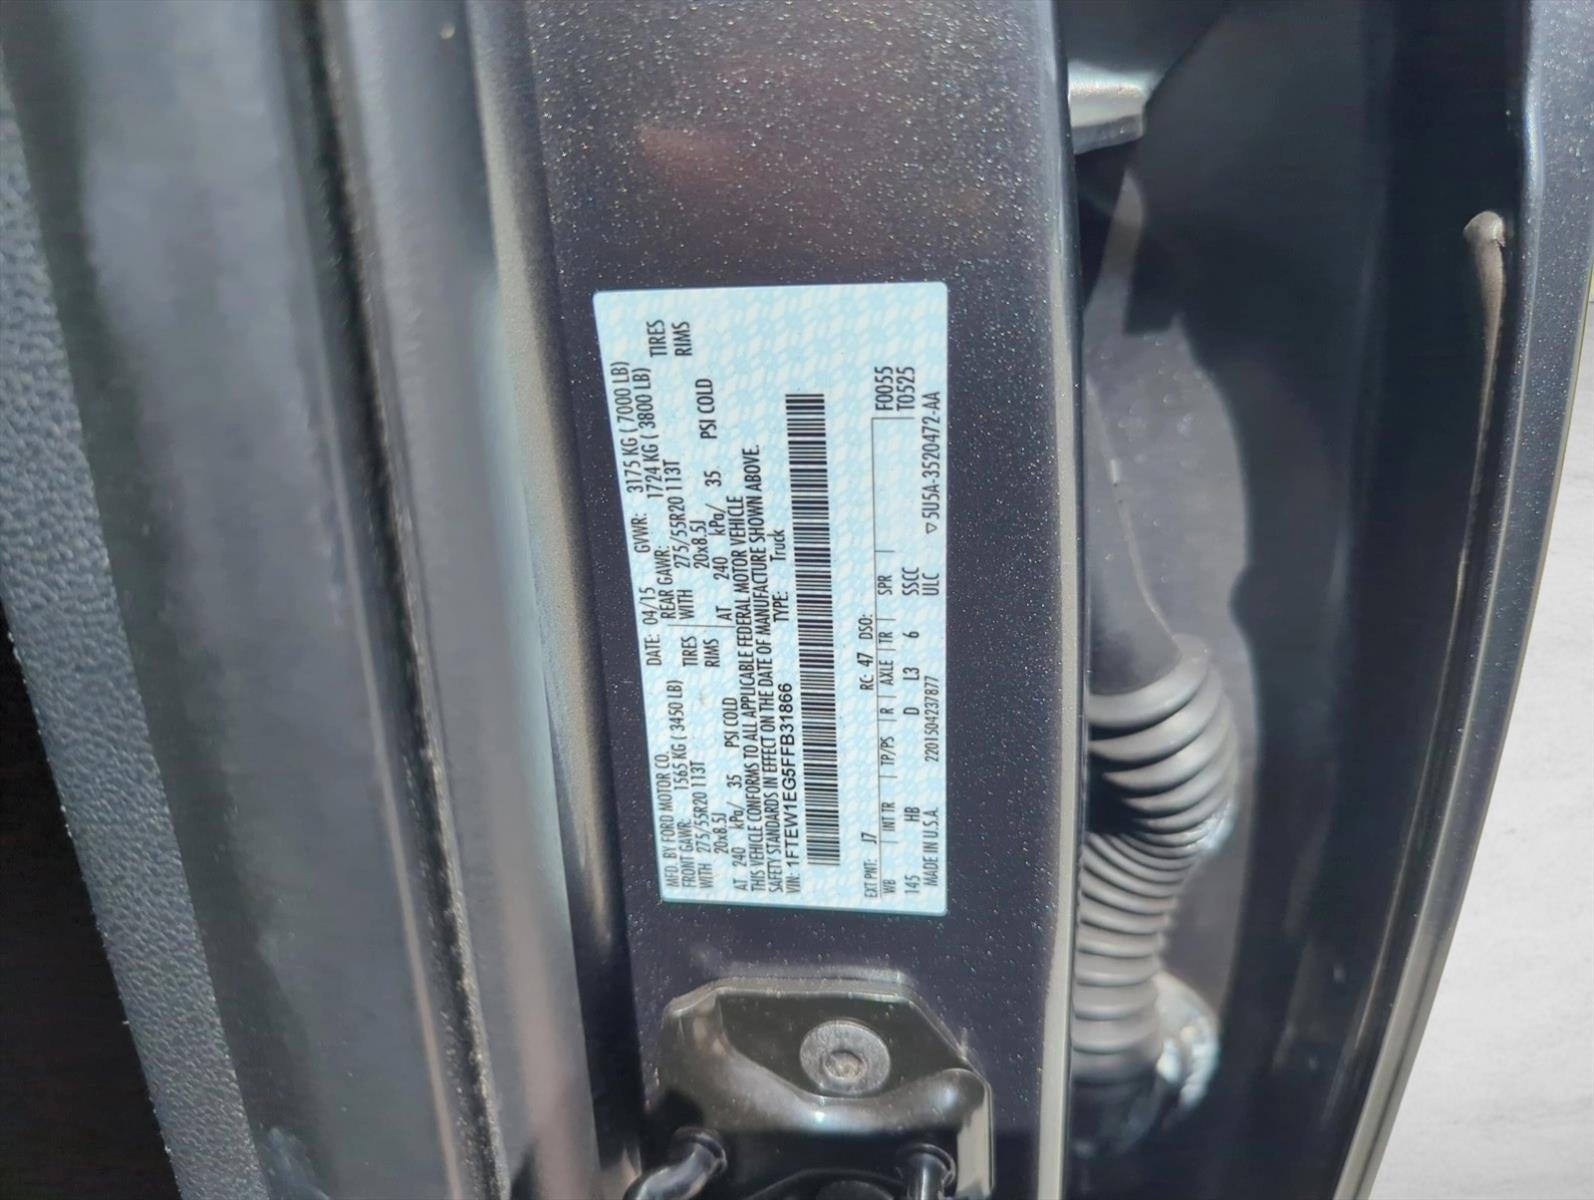 MFD. BY FORD MOTOR CO.
DATE: 04/15 GVWR: 3175 KG ( 7000 LB)
FRONT GAWR: 1565 KG ( 3450 LB) REAR GAWR: 1724 KG ( 3800 LB)
WITH 275/55R20 113T TIRES WITH 275/55R20 113T TIRES
20x8.5J RIMS 20x8.5J RIMS
AT 240 kPa/ 35 PSI COLD AT 240 kPa/ 35 PSI COLD
THIS VEHICLE CONFORMS TO ALL APPLICABLE FEDERAL MOTOR VEHICLE
SAFETY STANDARDS IN EFFECT ON THE DATE OF MANUFACTURE SHOWN ABOVE.
VIN: 1FTEW1EG5FFB31866 TYPE: Truck
EXT PNT: J7 RC: 47 DSO: F0055
WB INT TR TP/PS R AXLE TR SPR T0525
145 HB D L3 6 SSCC
MADE IN U.S.A. 2201504237877 ULC ▽ 5U5A-3520472-AA